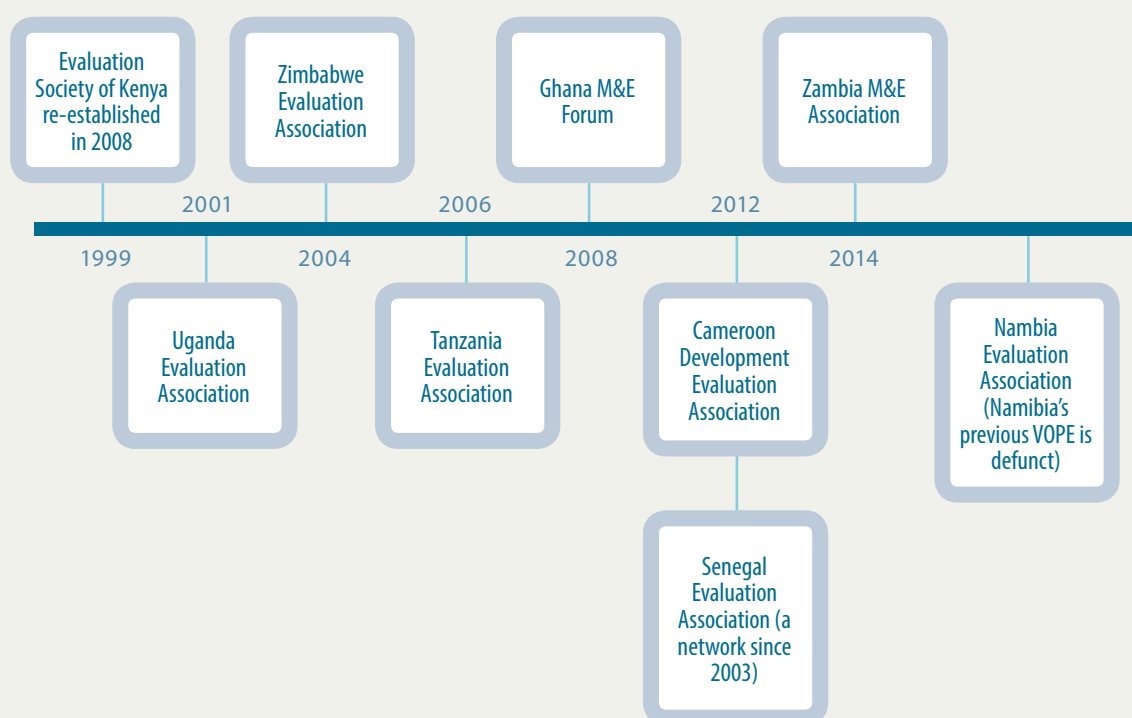 Evaluation
Society of Kenya
re-established
in 2008
Zimbabwe
Evaluation
Association
Ghana M&E
Forum
Zambia M&E
Association
2001
2006
2012
1999
2004
2008
2014
Uganda
Evaluation
Association
Tanzania
Evaluation
Association
Cameroon
Development
Evaluation
Association
Nambia
Evaluation
Association
(Namibia's
previous VOPE is
defunct)
Senegal
Evaluation
Association (a
network since
2003)